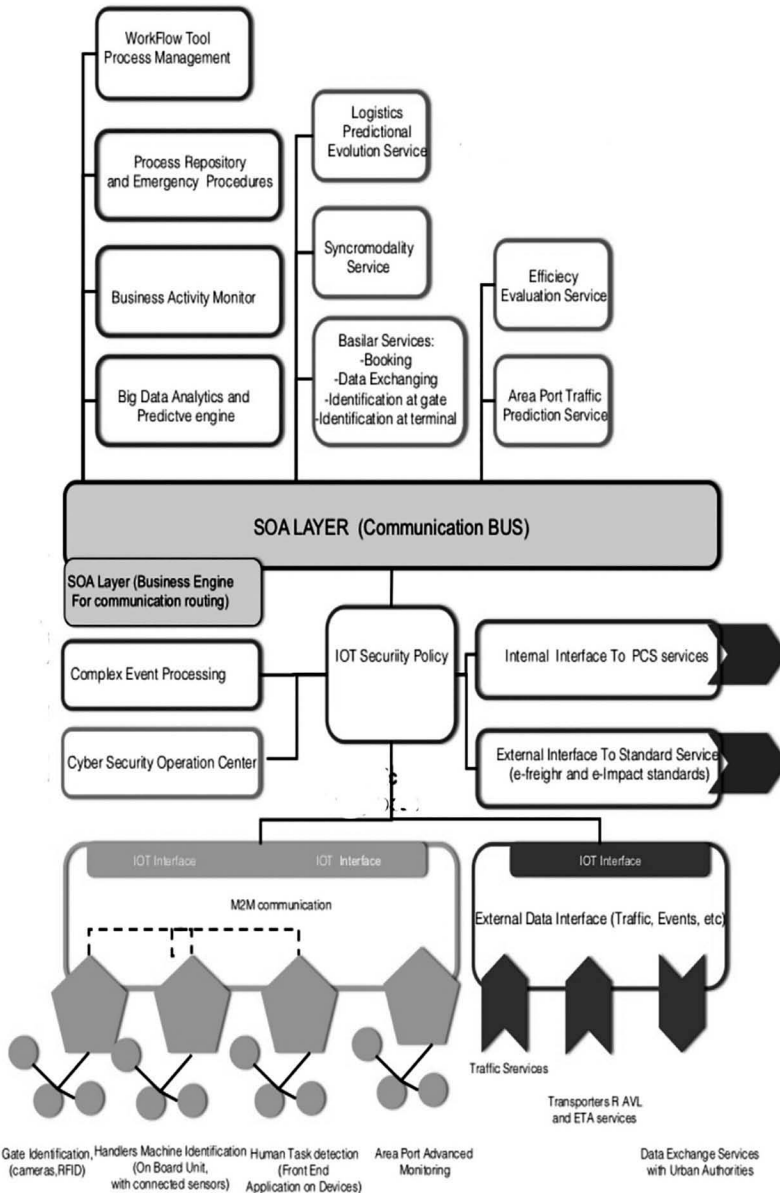 WorkFlow Tool
Process Management
Process Repository
and Emergency Procedures
Business Activity Monitor
Big Data Analytics and
Predictve engine
Logistics
Predictional
Evolution Service
Syncromodality
Service
Basilar Services:
-Booking
-Data Exchanging
-Identification at gate
-Identification at terminal
Efficiecy
Evaluation Service
Area Port Traffic
Prediction Service
SOA LAYER (Communication BUS)
SOA Layer (Business Engine
For communication routing)
IOT Securiity Policy
Complex Event Processing
Cyber Security Operation Center
Internal Interface To PCS services
External Interface To Standard Service
(e-freighr and e-Impact standards)
IOT Interface
IOT Interface
M2M communication
IOT Interface
External Data Interface (Traffic, Events, etc)
Traffic Srervices
Transporters R AVL
and ETA services
Data Exchange Services
with Urban Authorities
Gate Identification,
(cameras,RFID)
Handlers Machine Identification
(On Board Unit,
with connected sensors)
Human Task detection
(Front End
Application on Devices)
Area Port Advanced
Monitoring